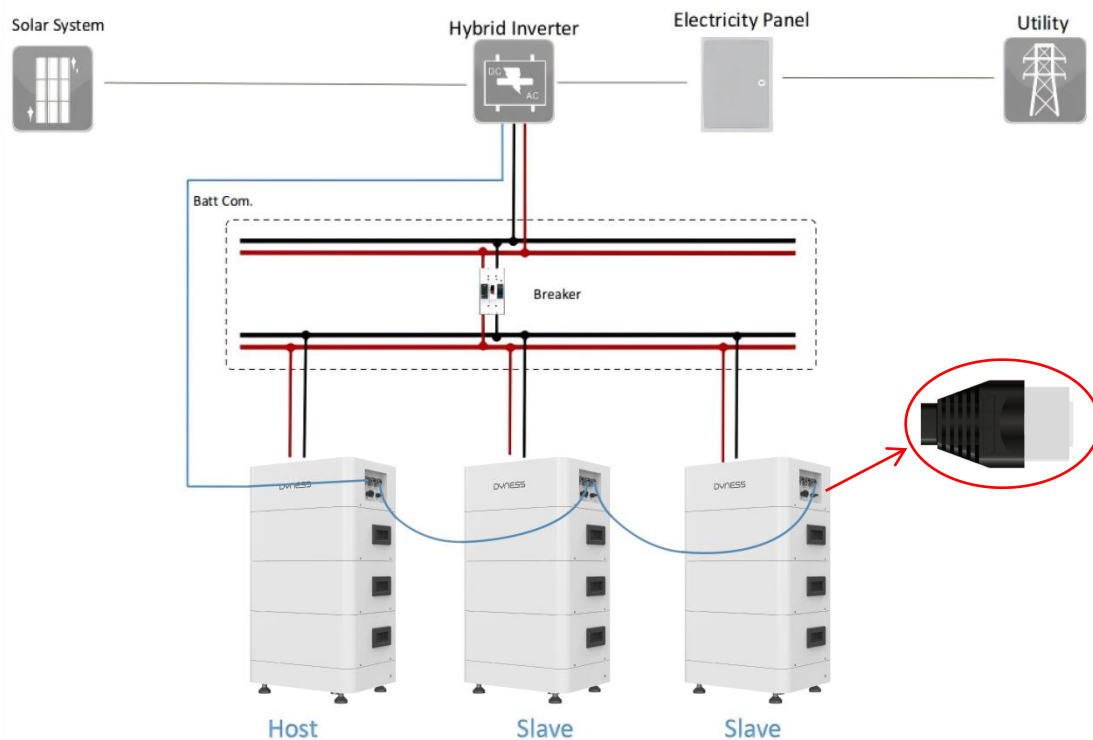 Solar System
Hybrid Inverter
Electricity Panel
Utility
DC
AC
Batt Com.
Breaker
DYNESS
DYNESS
DYNESS
Host
Slave
Slave